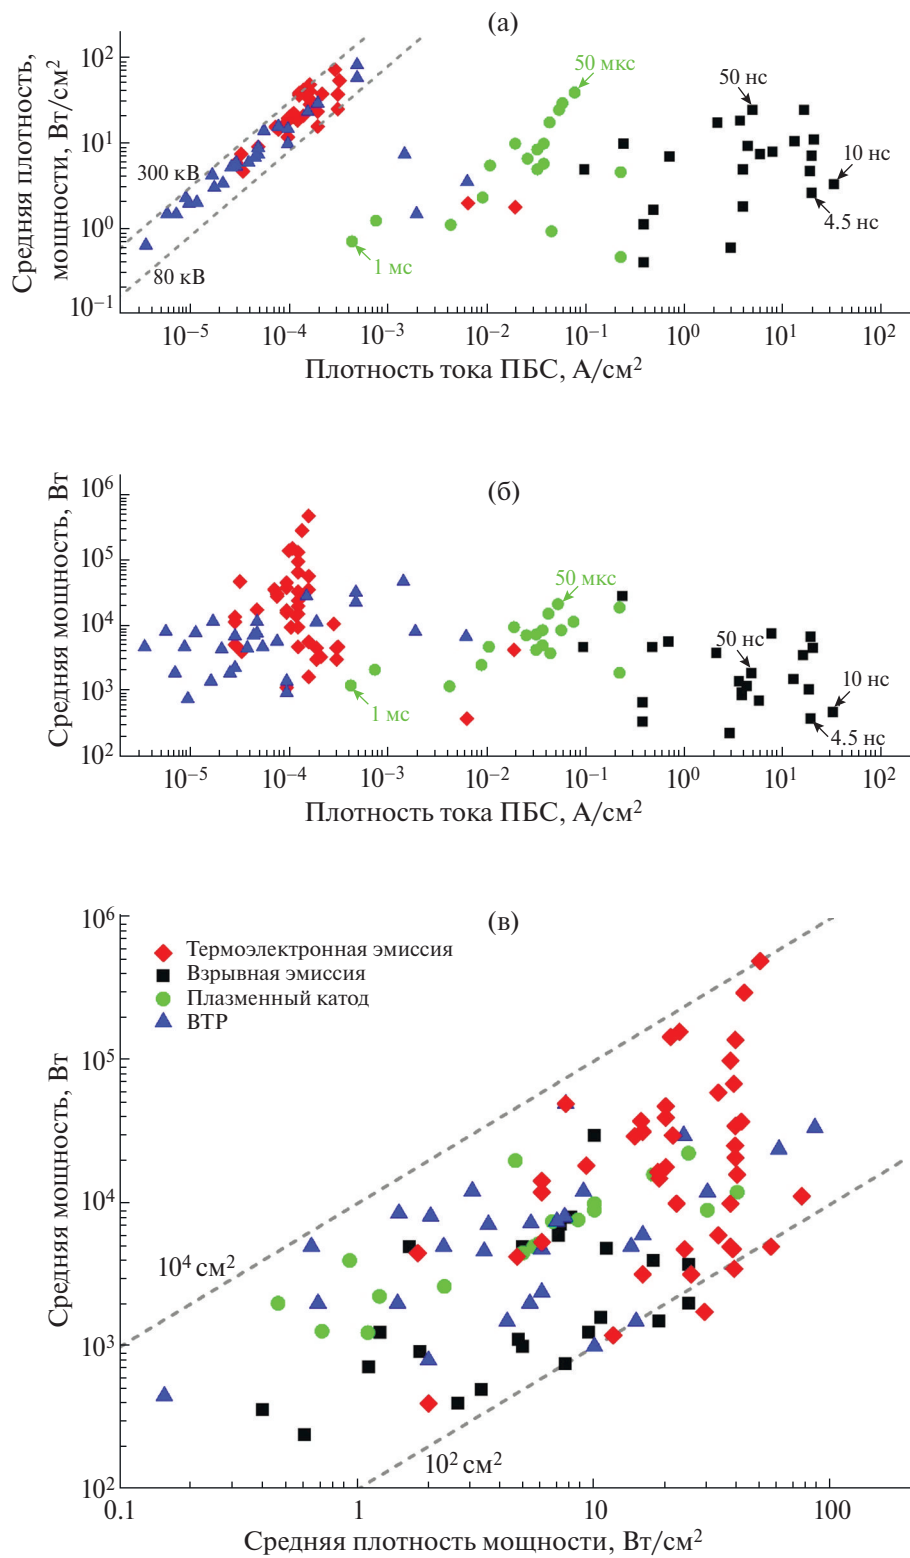 (а)
Средняя плотность,
мощности, Вт/см²
10²
10¹
10⁰
10⁻¹
300 кВ
80 кВ
50 мкс
1 мс
50 нс
10 нс
4.5 нс
10⁻⁵ 10⁻⁴ 10⁻³ 10⁻² 10⁻¹ 10⁰ 10¹ 10²
Плотность тока ПБС, А/см²
(б)
Средняя мощность, Вт
10⁶
10⁵
10⁴
10³
10²
50 мкс
1 мс
50 нс
10 нс
4.5 нс
10⁻⁵ 10⁻⁴ 10⁻³ 10⁻² 10⁻¹ 10⁰ 10¹ 10²
Плотность тока ПБС, А/см²
(в)
Средняя мощность, Вт
10⁶
10⁵
10⁴
10³
10²
Термоэлектронная эмиссия
Взрывная эмиссия
Плазменный катод
ВТР
10⁴ см²
10² см²
0.1 1 10 100
Средняя плотность мощности, Вт/см²